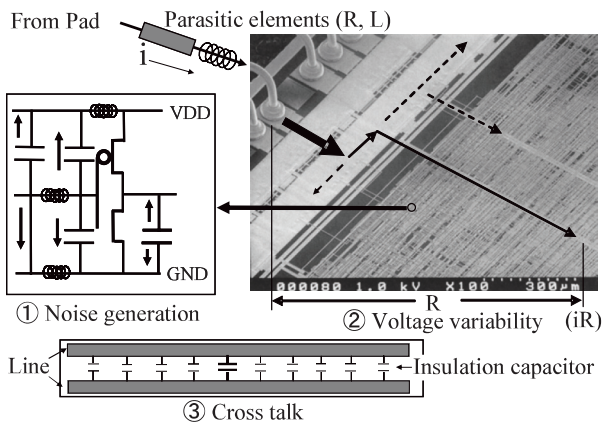 From Pad
Parasitic elements (R, L)
i
VDD
GND
① Noise generation
000080 1.0 kV X100 300μm
R
② Voltage variability
(iR)
Line
Insulation capacitor
③ Cross talk